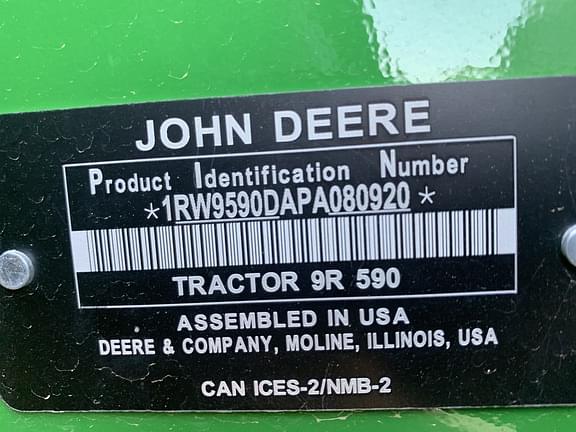 JOHN DEERE
Product Identification Number
*1RW9590DAPA080920*
TRACTOR 9R 590
ASSEMBLED IN USA
DEERE & COMPANY, MOLINE, ILLINOIS, USA
CAN ICES-2/NMB-2